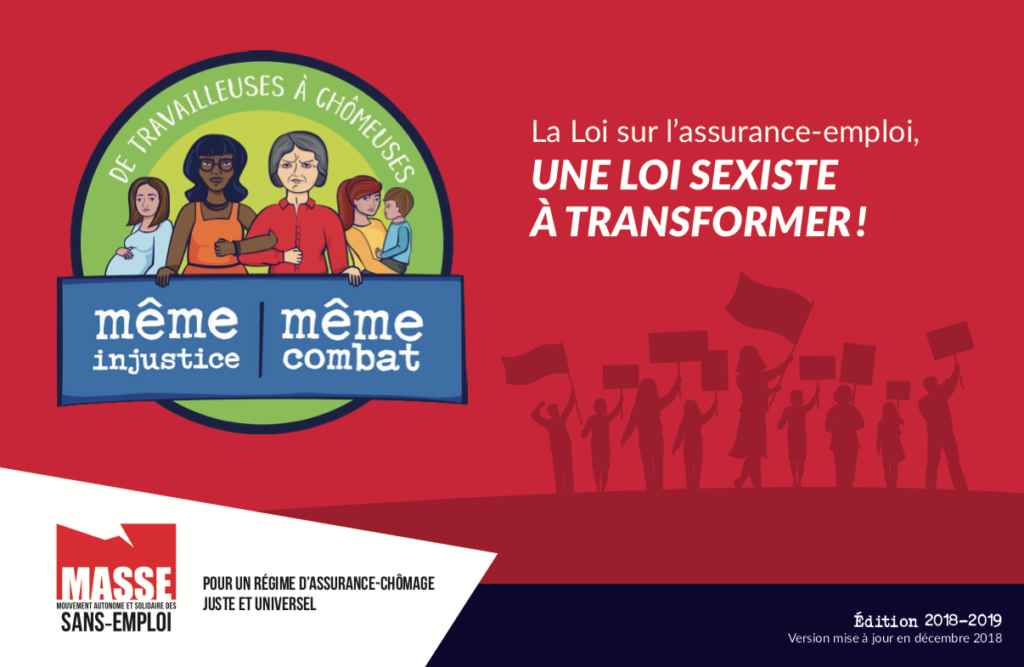 DE TRAVAILLEUSES À CHÔMEUSES
même
injustice
même
combat
La Loi sur l’assurance-emploi,
UNE LOI SEXISTE
À TRANSFORMER !
MASSE
MOUVEMENT AUTONOME ET SOLIDAIRE DES
SANS-EMPLOI
POUR UN RÉGIME D’ASSURANCE-CHÔMAGE
JUSTE ET UNIVERSEL
Édition 2018-2019
Version mise à jour en décembre 2018